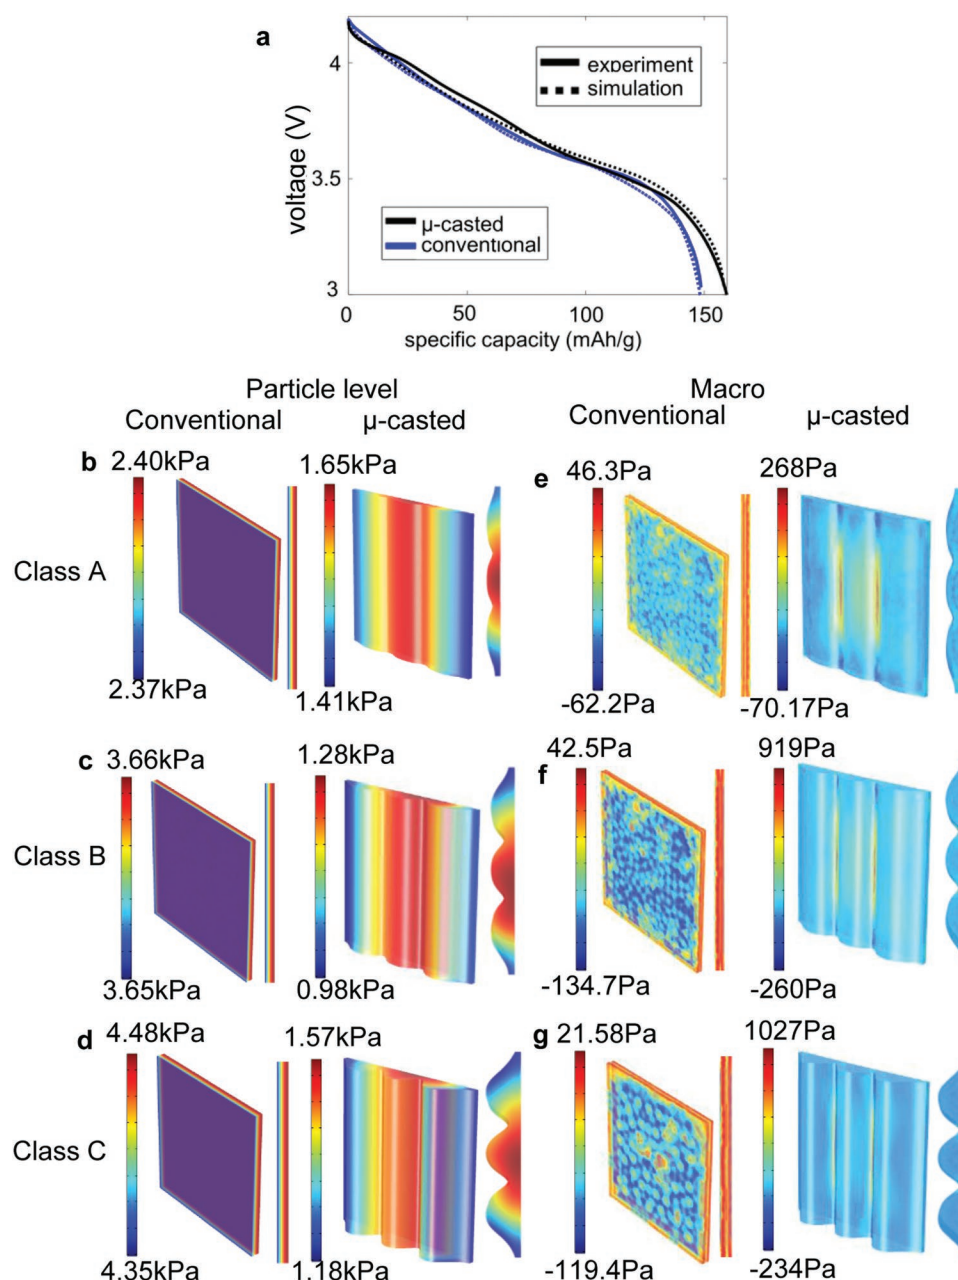 a
4
3.5
3
voltage (V)
experiment
simulation
μ-casted
conventional
0
50
100
150
specific capacity (mAh/g)
Particle level
Macro
Conventional
μ-casted
Conventional
μ-casted
b
2.40kPa
1.65kPa
e
46.3Pa
268Pa
Class A
2.37kPa
1.41kPa
-62.2Pa
-70.17Pa
c
3.66kPa
1.28kPa
f
42.5Pa
919Pa
Class B
3.65kPa
0.98kPa
-134.7Pa
-260Pa
d
4.48kPa
1.57kPa
g
21.58Pa
1027Pa
Class C
4.35kPa
1.18kPa
-119.4Pa
-234Pa